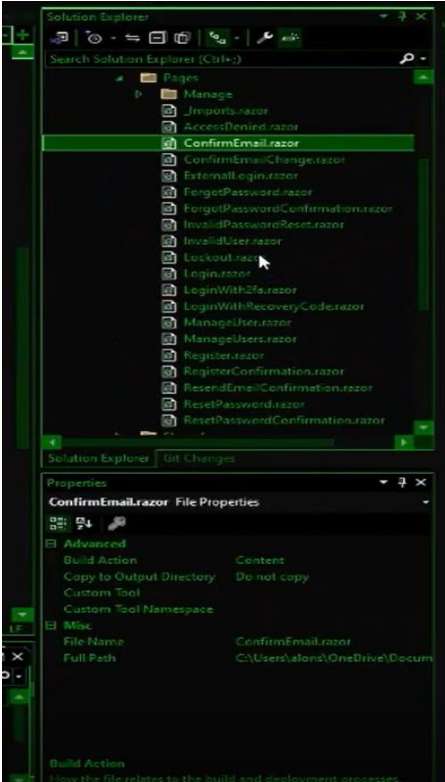 Solution Explorer
Search Solution Explorer (Ctrl+;)
Pages
Manage
_Imports.razor
AccessDenied.razor
ConfirmEmail.razor
ConfirmEmailChange.razor
ExternalLogin.razor
ForgotPassword.razor
ForgotPasswordConfirmation.razor
InvalidPasswordReset.razor
InvalidUser.razor
Lockout.razor
Login.razor
LoginWith2fa.razor
LoginWithRecoveryCode.razor
ManageUser.razor
ManageUsers.razor
Register.razor
RegisterConfirmation.razor
ResendEmailConfirmation.razor
ResetPassword.razor
ResetPasswordConfirmation.razor
Solution Explorer Git Changes
Properties
ConfirmEmail.razor File Properties
Advanced
Build Action Content
Copy to Output Directory Do not copy
Custom Tool
Custom Tool Namespace
LF
Misc
File Name ConfirmEmail.razor
Full Path C:\Users\alons\OneDrive\Docum
Build Action
How the file relates to the build and deployment processes